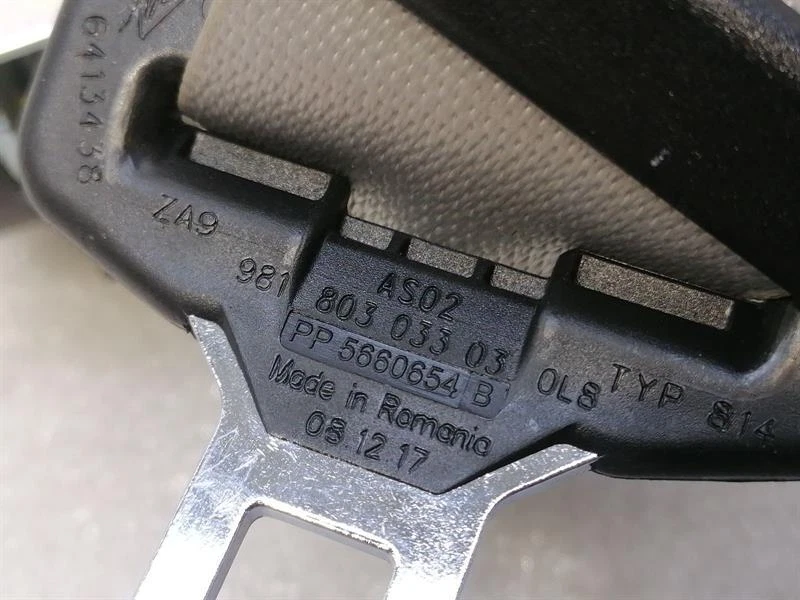 6413438
ZA9
981 803 033 03 0L8
AS02
PP 5660654 B
TYP 814
Made in Romania
08 12 17